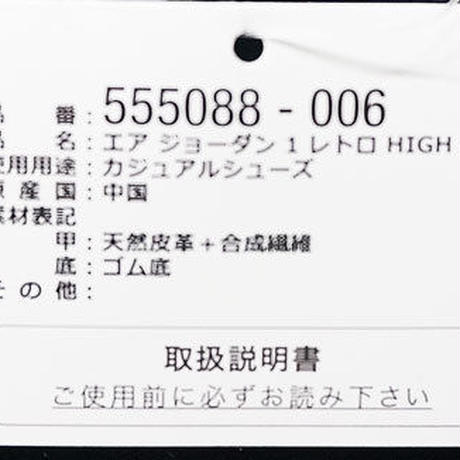 品 番：555088 - 006
品 名：エア ジョーダン 1 レトロ HIGH
使用用途：カジュアルシューズ
原 産 国：中国
素材表記
甲：天然皮革＋合成繊維
底：ゴム底
その他：
取扱説明書
ご使用前に必ずお読み下さい